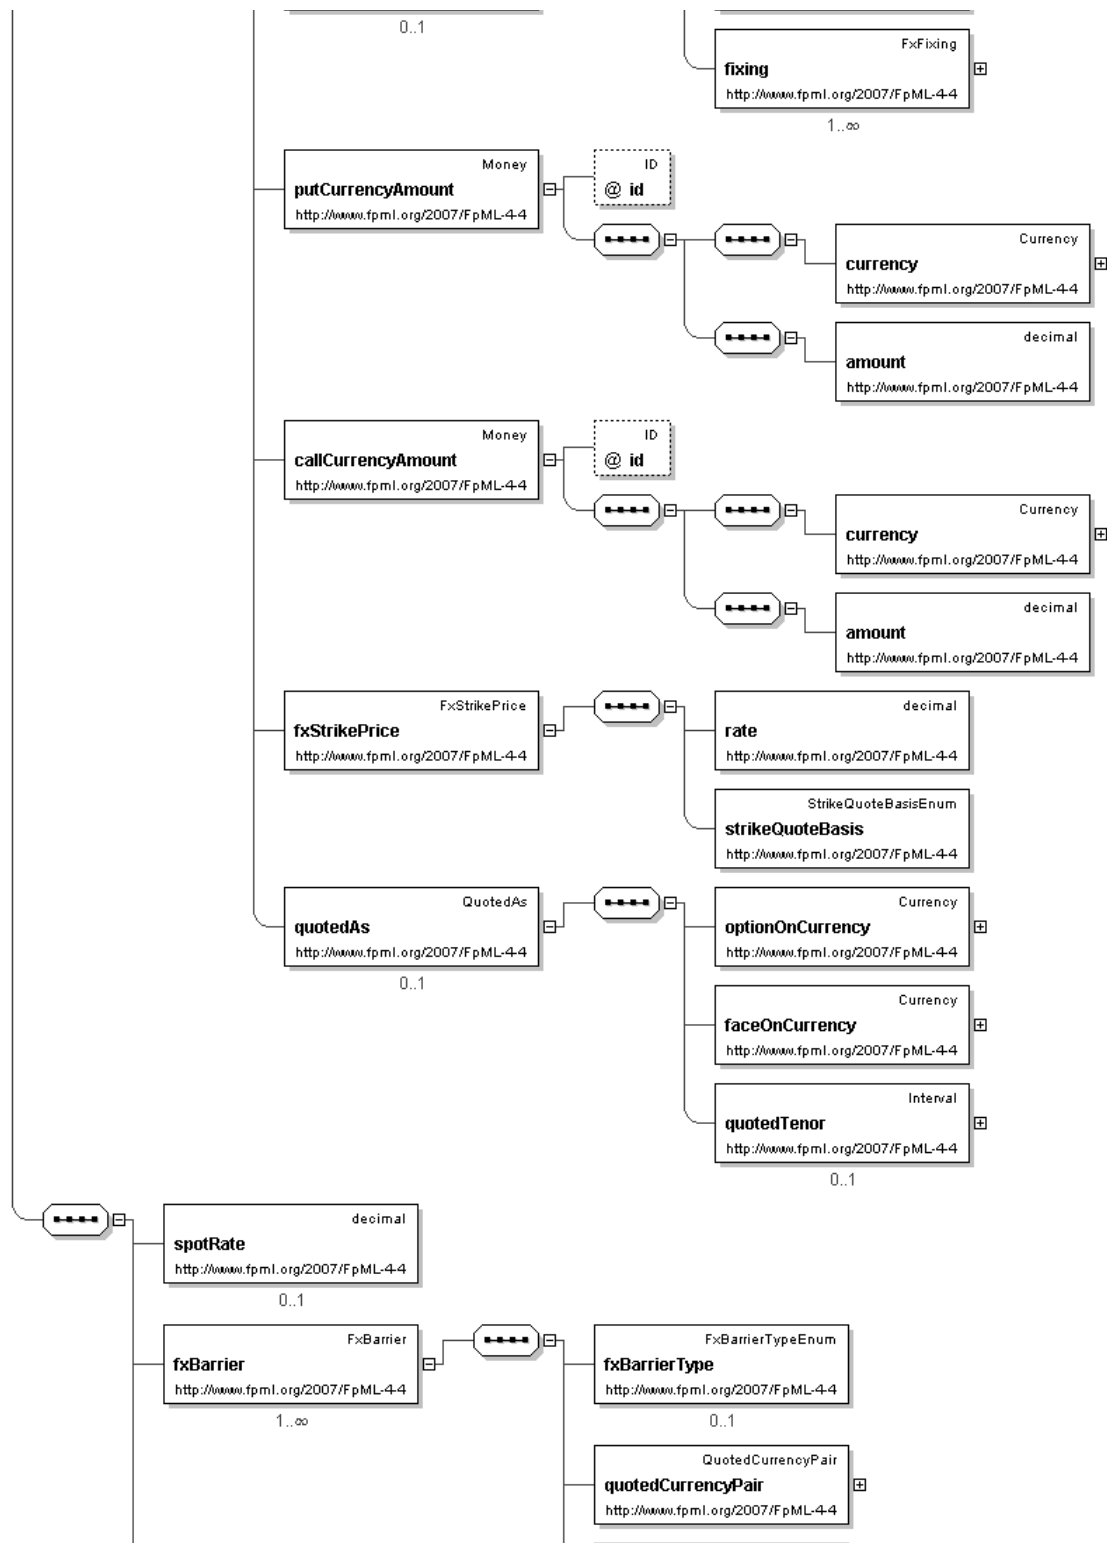 0..1
FxFixing
fixing
http://www.fpml.org/2007/FpML-4-4
1..∞
Money
putCurrencyAmount
http://www.fpml.org/2007/FpML-4-4
ID
@ id
Currency
currency
http://www.fpml.org/2007/FpML-4-4
decimal
amount
http://www.fpml.org/2007/FpML-4-4
Money
callCurrencyAmount
http://www.fpml.org/2007/FpML-4-4
ID
@ id
Currency
currency
http://www.fpml.org/2007/FpML-4-4
decimal
amount
http://www.fpml.org/2007/FpML-4-4
FxStrikePrice
fxStrikePrice
http://www.fpml.org/2007/FpML-4-4
decimal
rate
http://www.fpml.org/2007/FpML-4-4
StrikeQuoteBasisEnum
strikeQuoteBasis
http://www.fpml.org/2007/FpML-4-4
QuotedAs
quotedAs
http://www.fpml.org/2007/FpML-4-4
0..1
Currency
optionOnCurrency
http://www.fpml.org/2007/FpML-4-4
Currency
faceOnCurrency
http://www.fpml.org/2007/FpML-4-4
Interval
quotedTenor
http://www.fpml.org/2007/FpML-4-4
0..1
decimal
spotRate
http://www.fpml.org/2007/FpML-4-4
0..1
FxBarrier
fxBarrier
http://www.fpml.org/2007/FpML-4-4
1..∞
FxBarrierTypeEnum
fxBarrierType
http://www.fpml.org/2007/FpML-4-4
0..1
QuotedCurrencyPair
quotedCurrencyPair
http://www.fpml.org/2007/FpML-4-4